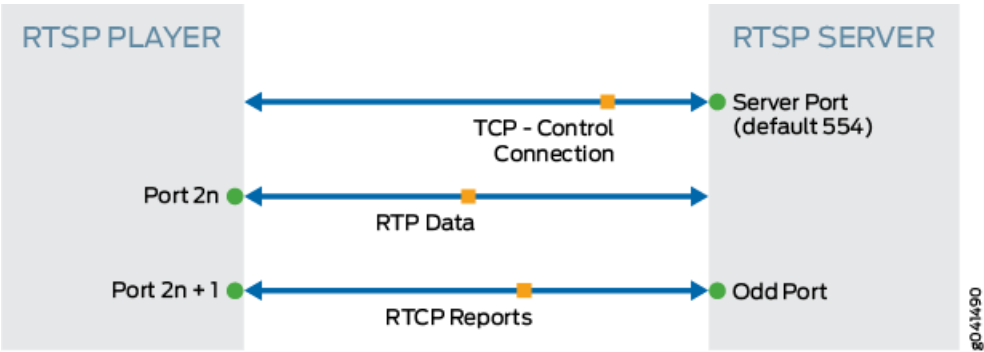 RTSP PLAYER
RTSP SERVER
Server Port
(default 554)
TCP - Control
Connection
Port 2n
RTP Data
Port 2n + 1
Odd Port
RTCP Reports
g041490